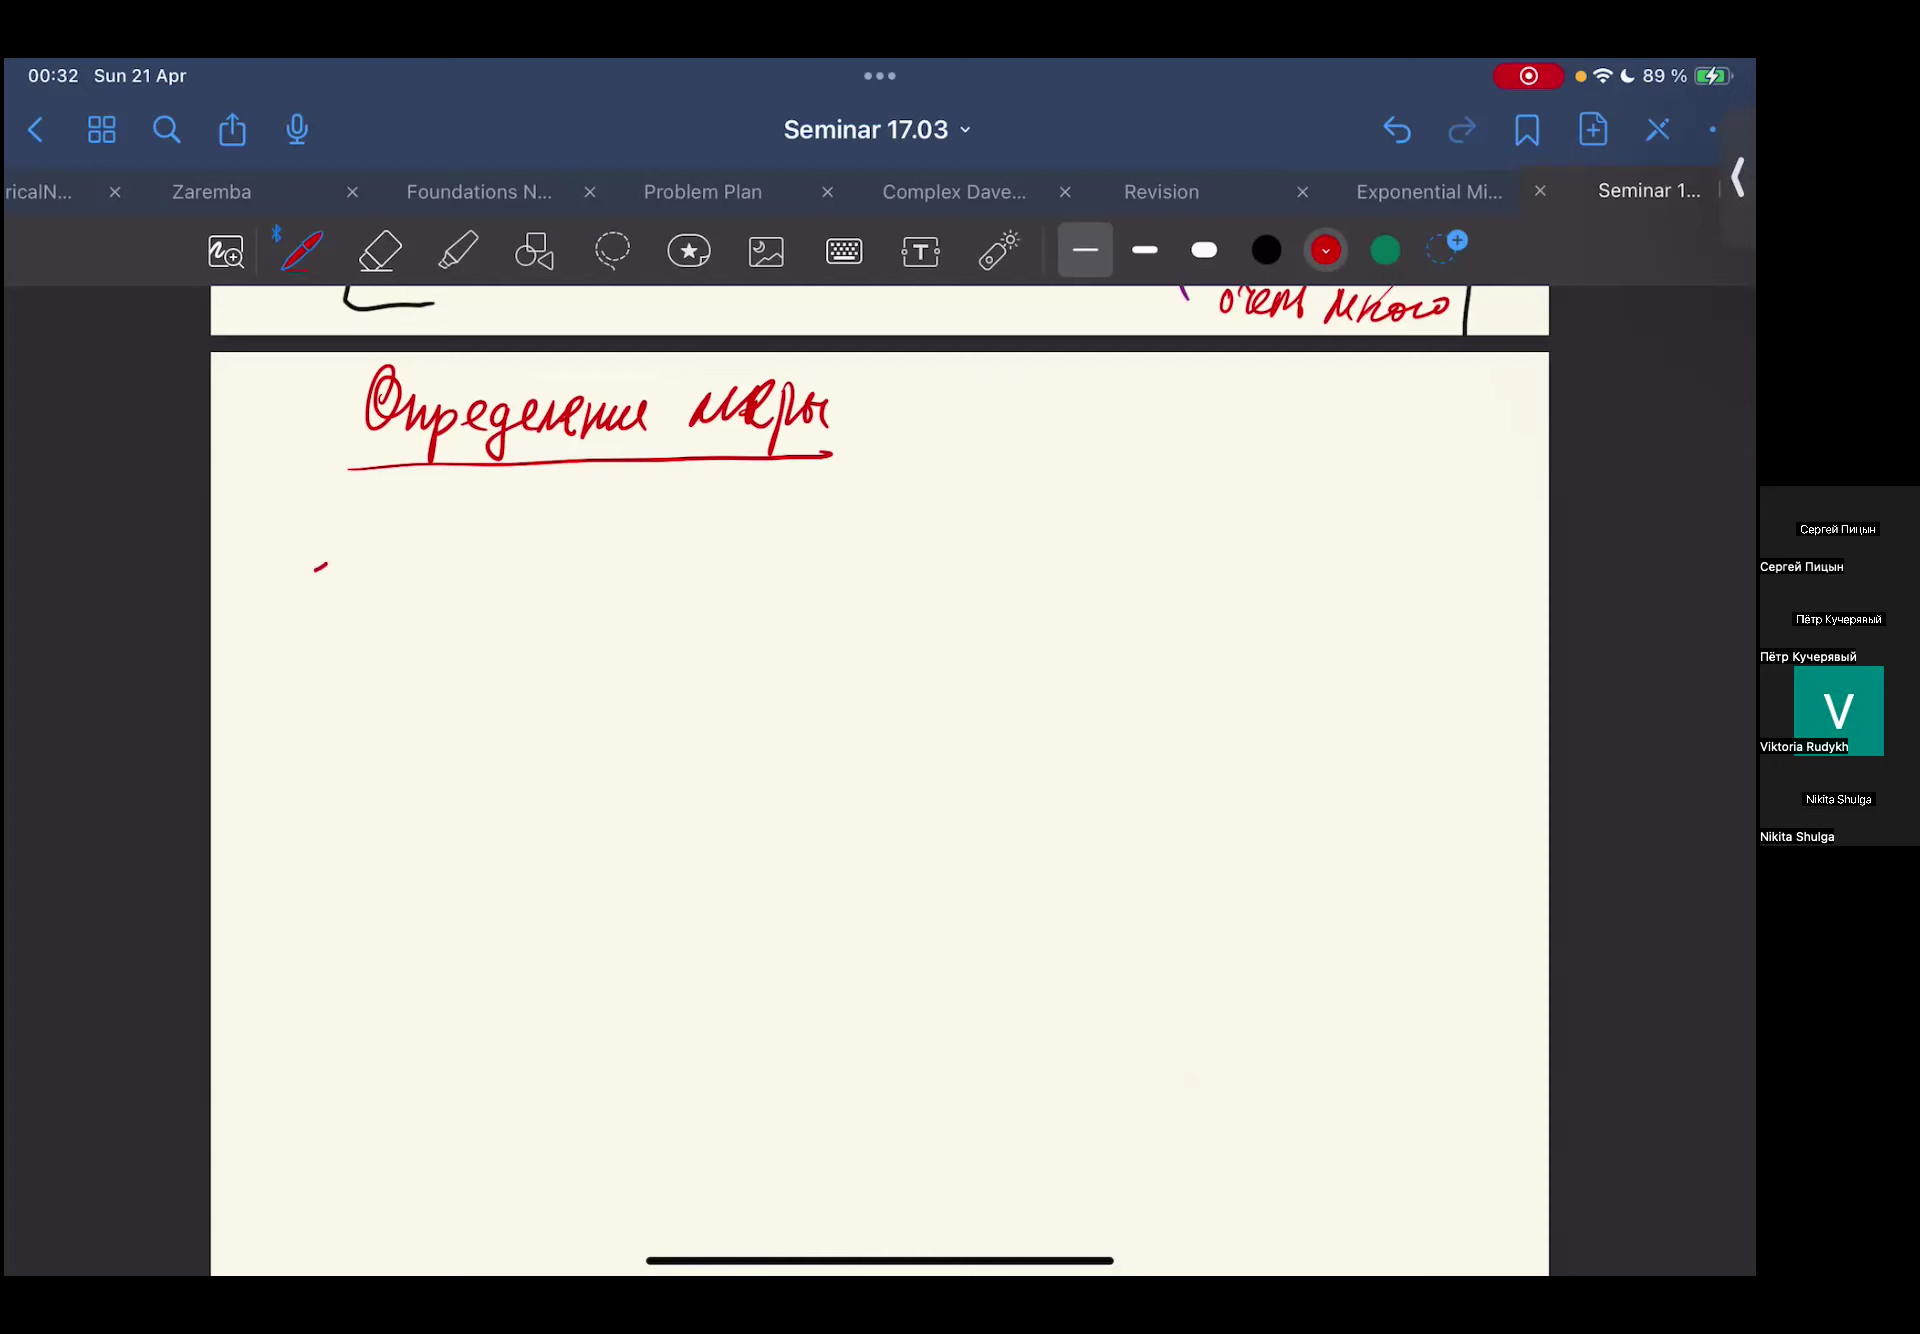 00:32 Sun 21 Apr
89 %
Seminar 17.03
ricalN...
Zaremba
Foundations N...
Problem Plan
Complex Dave...
Revision
Exponential Mi...
Seminar 1...
T
очень много
Определение меры
Сергей Пицын
Сергей Пицын
Пётр Кучерявый
Пётр Кучерявый
V
Viktoria Rudykh
Nikita Shulga
Nikita Shulga